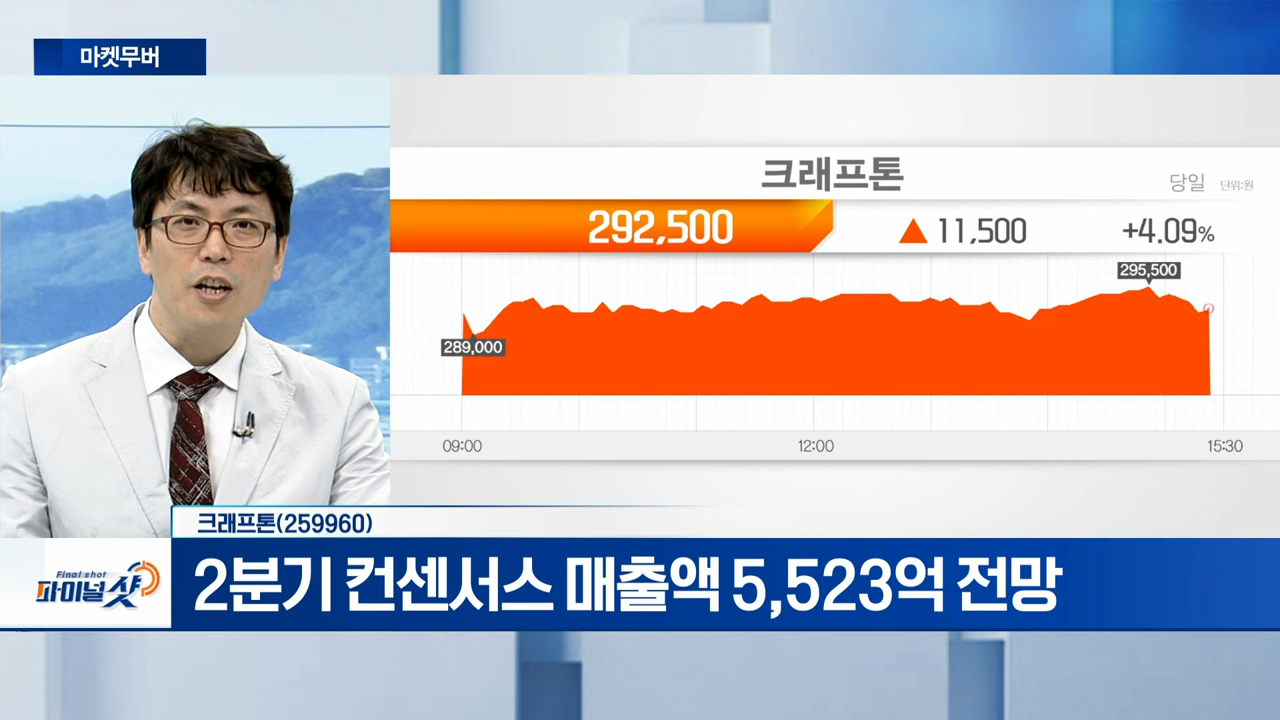 마켓무버
크래프톤
당일 단위:원
292,500 ▲ 11,500 +4.09%
295,500
289,000
09:00 12:00 15:30
크래프톤(259960)
Final shot
파이널샷
2분기 컨센서스 매출액 5,523억 전망